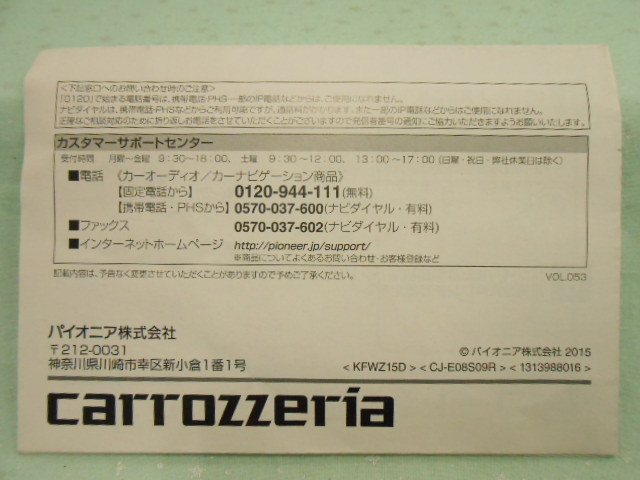 <下記窓口へのお問い合わせ時のご注意>
「0120」で始まる電話番号は、携帯電話・PHS・一部のIP電話などからは、ご使用になれません。
ナビダイヤルは、携帯電話・PHSなどからご利用可能ですが、通話料がかかります。また一部のIP電話などからはご使用になれません。
正確なご相談対応のために折り返しお電話をさせていただくことがございますので発信者番号の通知にご協力いただきますようお願いいたします。
カスタマーサポートセンター
受付時間 月曜〜金曜 9:30〜18:00、土曜 9:30〜12:00、13:00〜17:00(日曜・祝日・弊社休業日は除く)
■電話 《カーオーディオ/カーナビゲーション商品》
【固定電話から】 0120-944-111(無料)
【携帯電話・PHSから】 0570-037-600(ナビダイヤル・有料)
■ファックス 0570-037-602(ナビダイヤル・有料)
■インターネットホームページ http://pioneer.jp/support/
※商品についてよくあるお問い合わせ・お客様登録など
記載内容は、予告なく変更させていただくことがありますので予めご了承ください。 VOL.053
パイオニア株式会社
〒212-0031
神奈川県川崎市幸区新小倉1番1号
© パイオニア株式会社 2015
< KFWZ15D > < CJ-E08S09R > < 1313988016 >
carrozzeria